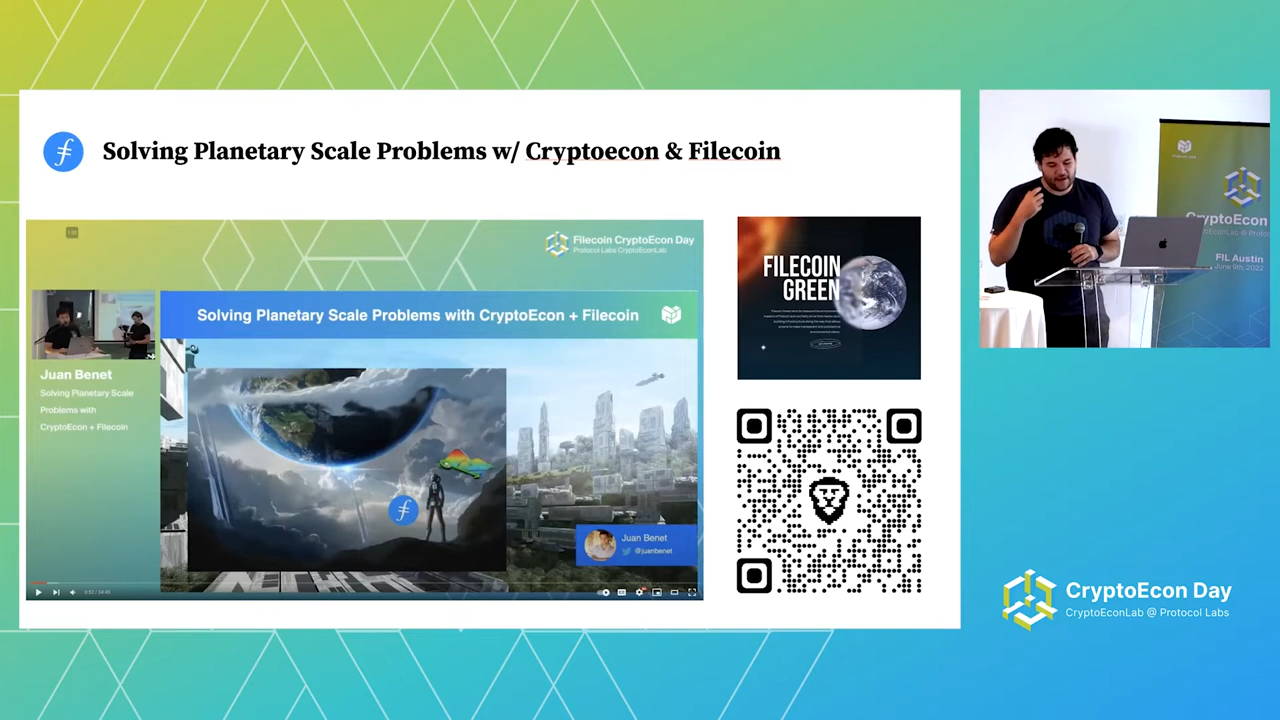 Solving Planetary Scale Problems w/ Cryptoecon & Filecoin
Filecoin CryptoEcon Day
Protocol Labs CryptoEconLab
Solving Planetary Scale Problems with CryptoEcon + Filecoin
Juan Benet
Solving Planetary Scale
Problems with
CryptoEcon + Filecoin
Juan Benet
@juanbenet
FILECOIN
GREEN
CryptoEcon
FIL Austin
June 9th, 2022
CryptoEcon Day
CryptoEconLab @ Protocol Labs